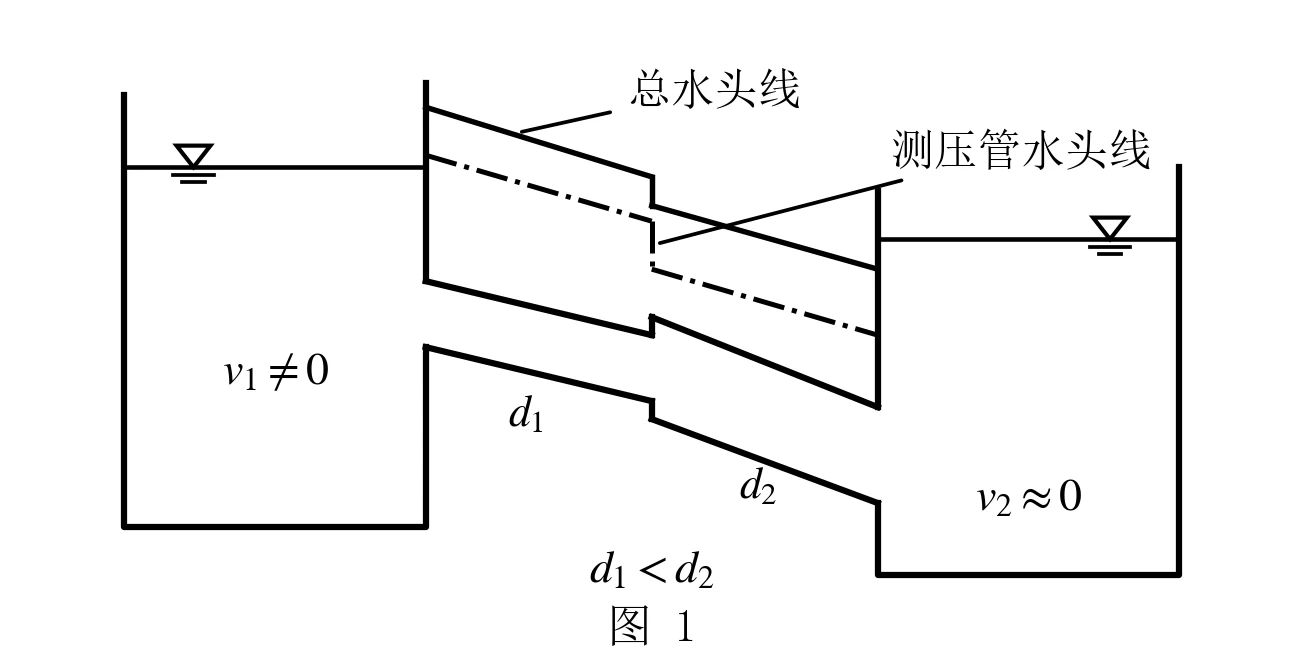 总水头线
测压管水头线
v₁≠0
d₁
d₂
v₂≈0
d₁<d₂
图 1